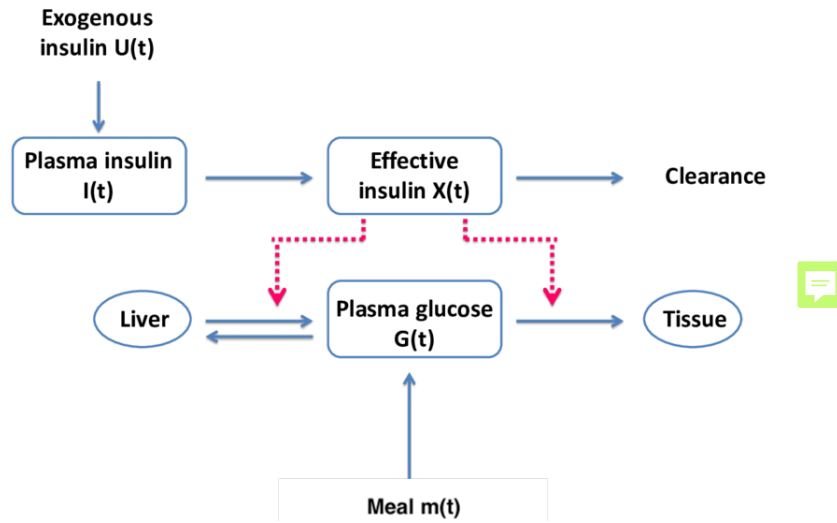 Exogenous
insulin U(t)
Plasma insulin
I(t)
Effective
insulin X(t)
Clearance
Liver
Plasma glucose
G(t)
Tissue
Meal m(t)